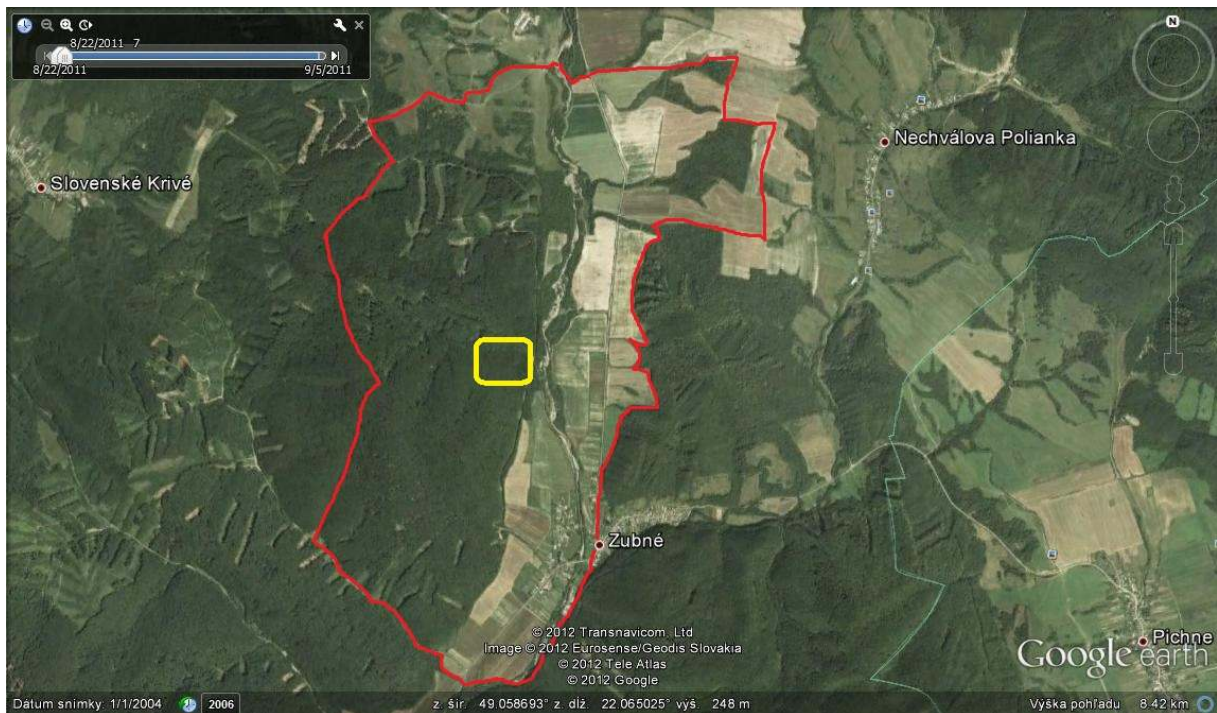 8/22/2011 7
8/22/2011
9/5/2011
N
Nechválova Polianka
Slovenské Krivé
Zubné
Pichne
© 2012 Transnavicom, Ltd
Image © 2012 Eurosense/Geodis Slovakia
© 2012 Tele Atlas
© 2012 Google
Google earth
Dátum snímky: 1/1/2004 2006 z. šír. 49.058693° z. dĺž. 22.065025° výš. 248 m Výška pohľadu 8.42 km